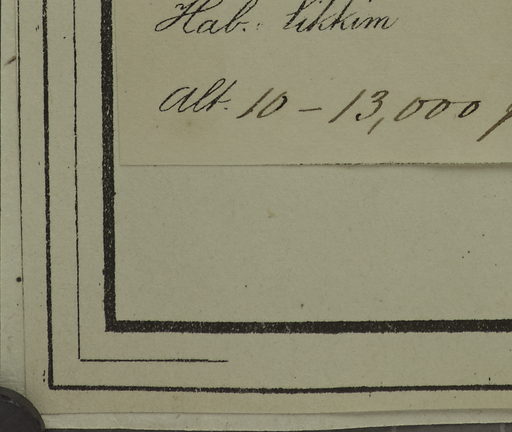 Hab.: Sikkim
Alt. 10 – 13,000